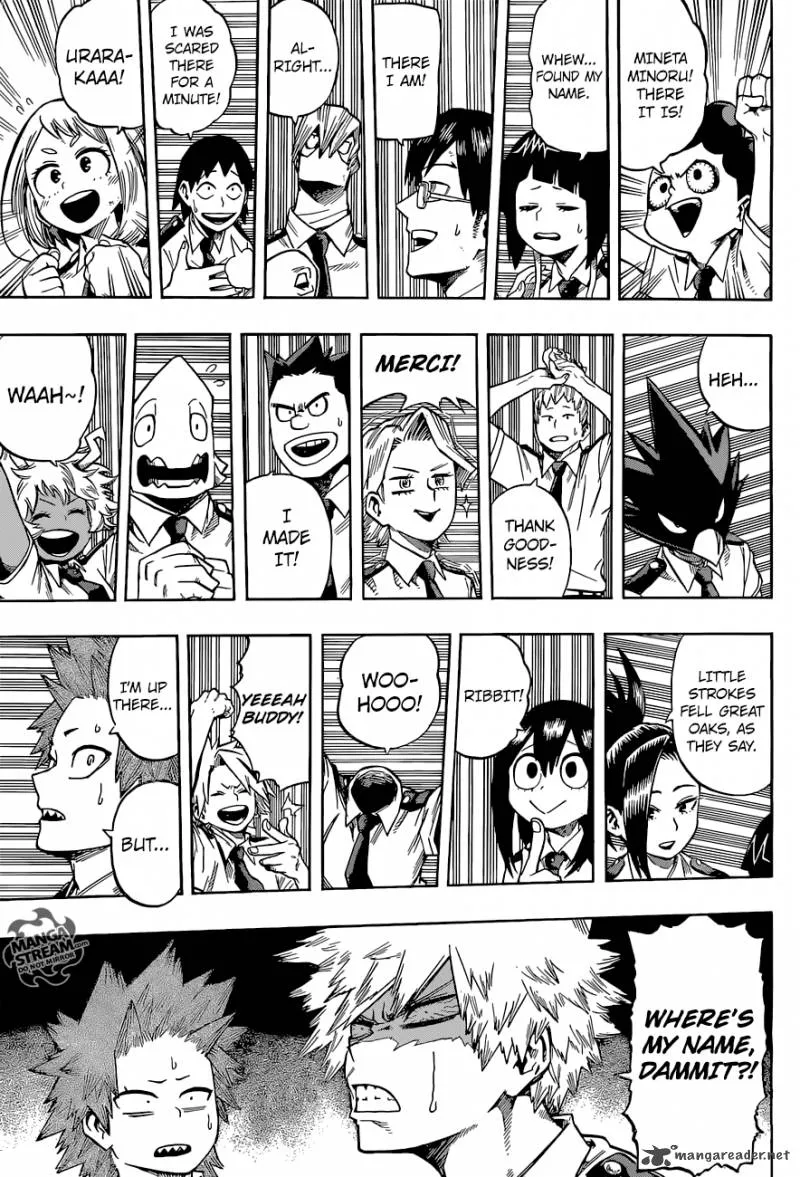 MINETA
MINORU!
THERE
IT IS!
WHEW...
FOUND MY
NAME.
THERE
I AM!
AL-
RIGHT...
I WAS
SCARED
THERE
FOR A
MINUTE!
URARA-
KAAA!
HEH...
THANK
GOOD-
NESS!
MERCI!
I
MADE
IT!
WAAH~!
LITTLE
STROKES
FELL GREAT
OAKS, AS
THEY SAY.
RIBBIT!
WOO-
HOOO!
YEEEAH
BUDDY!
I'M UP
THERE...
BUT...
WHERE'S
MY NAME,
DAMMIT?!
MANGA
STREAM.com
DO NOT MIRROR
mangareader.net